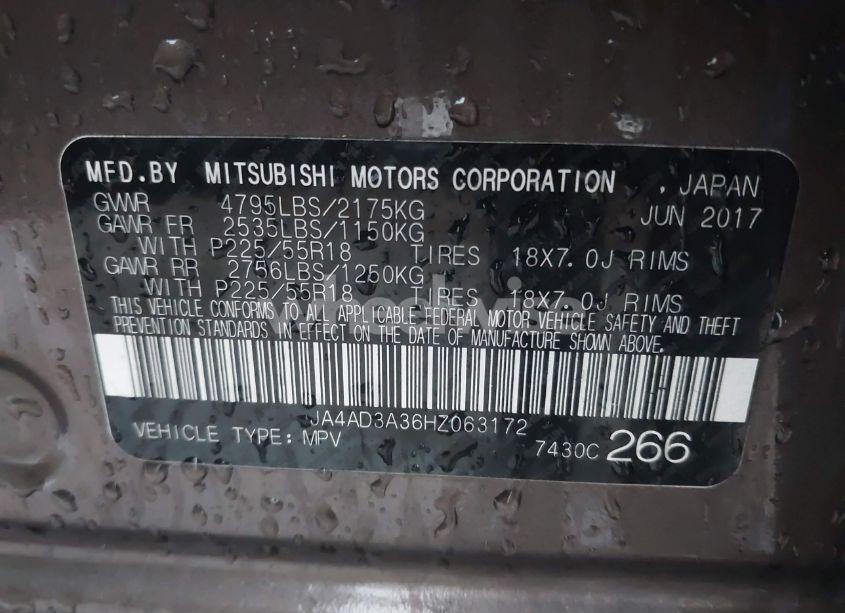 MFD.BY MITSUBISHI MOTORS CORPORATION , JAPAN
GVWR 4795LBS/2175KG JUN 2017
GAWR FR 2535LBS/1150KG
WITH P225/55R18 TIRES 18X7.0J RIMS
GAWR RR 2756LBS/1250KG
WITH P225/55R18 TIRES 18X7.0J RIMS
THIS VEHICLE CONFORMS TO ALL APPLICABLE FEDERAL MOTOR VEHICLE SAFETY AND THEFT
PREVENTION STANDARDS IN EFFECT ON THE DATE OF MANUFACTURE SHOWN ABOVE.
JA4AD3A36HZ063172
VEHICLE TYPE: MPV 7430C 266